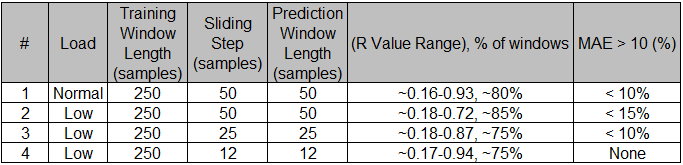 # Load Training Window Length (samples) Sliding Step (samples) Prediction Window Length (samples) (R Value Range), % of windows MAE > 10 (%)
1 Normal 250 50 50 ~0.16-0.93, ~80% < 10%
2 Low 250 50 50 ~0.18-0.72, ~85% < 15%
3 Low 250 25 25 ~0.18-0.87, ~75% < 10%
4 Low 250 12 12 ~0.17-0.94, ~75% None